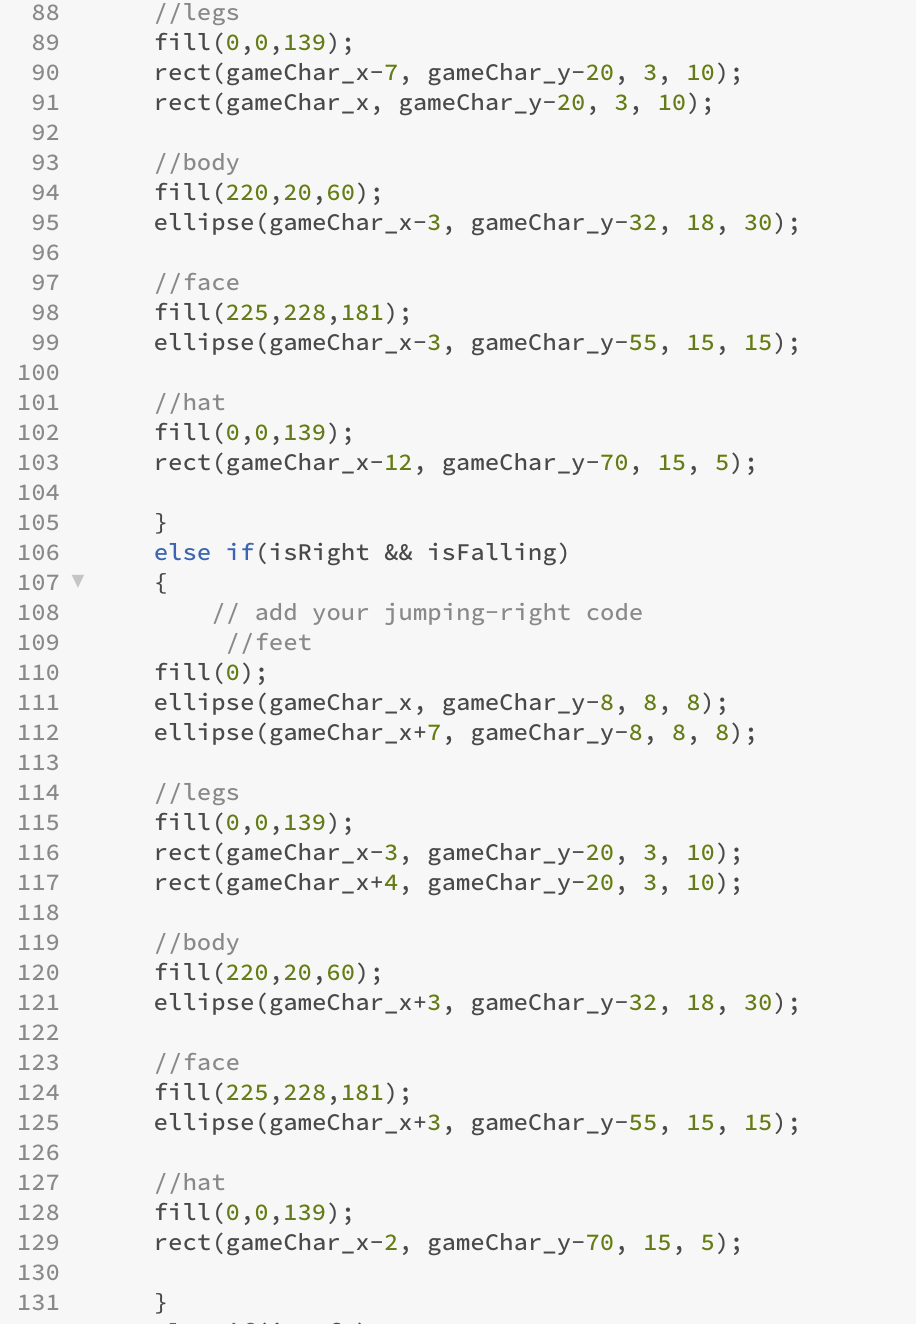 88 //legs
89 fill(0,0,139);
90 rect(gameChar_x-7, gameChar_y-20, 3, 10);
91 rect(gameChar_x, gameChar_y-20, 3, 10);
92
93 //body
94 fill(220,20,60);
95 ellipse(gameChar_x-3, gameChar_y-32, 18, 30);
96
97 //face
98 fill(225,228,181);
99 ellipse(gameChar_x-3, gameChar_y-55, 15, 15);
100
101 //hat
102 fill(0,0,139);
103 rect(gameChar_x-12, gameChar_y-70, 15, 5);
104
105 }
106 else if(isRight && isFalling)
107 {
108 // add your jumping-right code
109 //feet
110 fill(0);
111 ellipse(gameChar_x, gameChar_y-8, 8, 8);
112 ellipse(gameChar_x+7, gameChar_y-8, 8, 8);
113
114 //legs
115 fill(0,0,139);
116 rect(gameChar_x-3, gameChar_y-20, 3, 10);
117 rect(gameChar_x+4, gameChar_y-20, 3, 10);
118
119 //body
120 fill(220,20,60);
121 ellipse(gameChar_x+3, gameChar_y-32, 18, 30);
122
123 //face
124 fill(225,228,181);
125 ellipse(gameChar_x+3, gameChar_y-55, 15, 15);
126
127 //hat
128 fill(0,0,139);
129 rect(gameChar_x-2, gameChar_y-70, 15, 5);
130
131 }